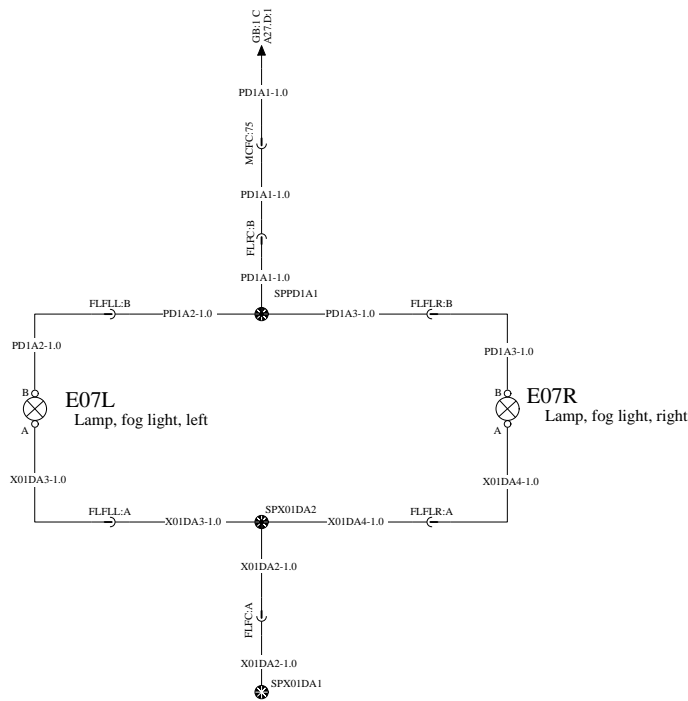 GB:1 C
A27.D:1
PD1A1-1.0
MCFC:75
PD1A1-1.0
FLFC:B
PD1A1-1.0
SPPD1A1
FLFLL:B
PD1A2-1.0
PD1A3-1.0
FLFLR:B
PD1A2-1.0
PD1A3-1.0
B
E07L
Lamp, fog light, left
A
B
E07R
Lamp, fog light, right
A
X01DA3-1.0
X01DA4-1.0
FLFLL:A
X01DA3-1.0
SPX01DA2
X01DA4-1.0
FLFLR:A
X01DA2-1.0
FLFC:A
X01DA2-1.0
SPX01DA1